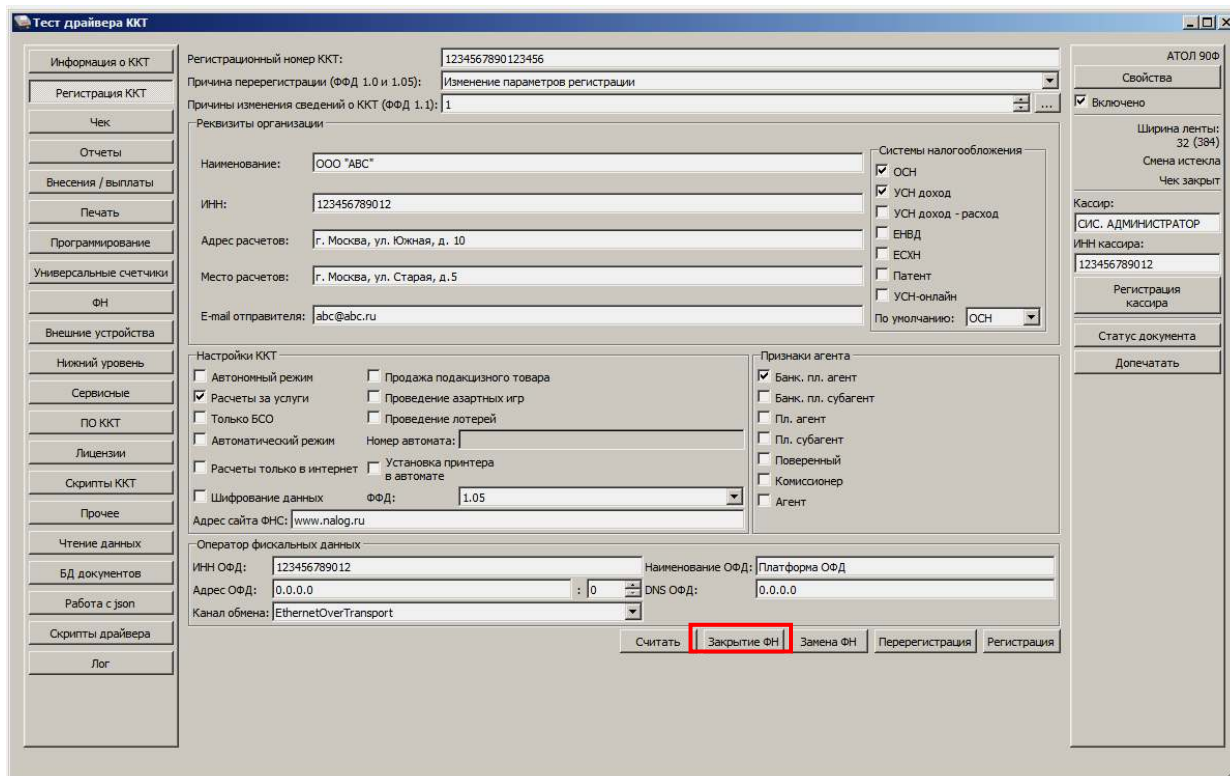 Тест драйвера ККТ
Информация о ККТ
Регистрация ККТ
Чек
Отчеты
Внесения / выплаты
Печать
Программирование
Универсальные счетчики
ФН
Внешние устройства
Нижний уровень
Сервисные
ПО ККТ
Лицензии
Скрипты ККТ
Прочее
Чтение данных
БД документов
Работа с json
Скрипты драйвера
Лог
Регистрационный номер ККТ: 1234567890123456
Причина перерегистрации (ФФД 1.0 и 1.05): Изменение параметров регистрации
Причины изменения сведений о ККТ (ФФД 1.1): 1 ...
Реквизиты организации
Наименование: ООО "АВС"
ИНН: 123456789012
Адрес расчетов: г. Москва, ул. Южная, д. 10
Место расчетов: г. Москва, ул. Старая, д.5
E-mail отправителя: abc@abc.ru
Системы налогообложения
ОСН
УСН доход
УСН доход - расход
ЕНВД
ЕСХН
Патент
УСН-онлайн
По умолчанию: ОСН
Настройки ККТ
Автономный режим Продажа подакцизного товара
Расчеты за услуги Проведение азартных игр
Только БСО Проведение лотерей
Автоматический режим Номер автомата:
Расчеты только в интернет Установка принтера
в автомате
Шифрование данных ФФД: 1.05
Адрес сайта ФНС: www.nalog.ru
Признаки агента
Банк. пл. агент
Банк. пл. субагент
Пл. агент
Пл. субагент
Поверенный
Комиссионер
Агент
Оператор фискальных данных
ИНН ОФД: 123456789012 Наименование ОФД: Платформа ОФД
Адрес ОФД: 0.0.0.0 : 0 DNS ОФД: 0.0.0.0
Канал обмена: EthernetOverTransport
Считать Закрытие ФН Замена ФН Перерегистрация Регистрация
АТОЛ 90Ф
Свойства
Включено
Ширина ленты:
32 (384)
Смена истекла
Чек закрыт
Кассир:
СИС. АДМИНИСТРАТОР
ИНН кассира:
123456789012
Регистрация
кассира
Статус документа
Допечатать